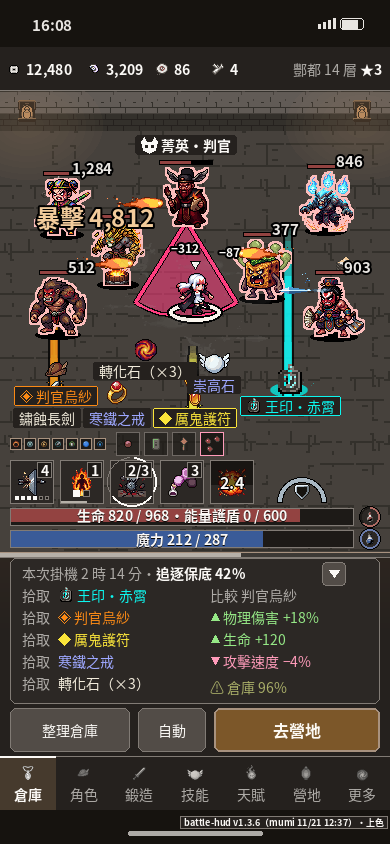 16:08
12,480 3,209 86 4 酆都 14 層 ★3
菁英・判官
1,284
846
暴擊 4,812
377
−312
−87
512
903
轉化石（×3）
崇高石
判官烏紗
王印・赤霄
鏽蝕長劍 寒鐵之戒 厲鬼護符
4 1 2/3 3 2.4
生命 820 / 968・能量護盾 0 / 600
魔力 212 / 287
本次掛機 2 時 14 分・追逐保底 42%
拾取 王印・赤霄
比較 判官烏紗
拾取 判官烏紗
▲物理傷害 +18%
拾取 厲鬼護符
▲生命 +120
拾取 寒鐵之戒
▼攻擊速度 −4%
拾取 轉化石（×3）
⚠倉庫 96%
整理倉庫 自動 去營地
倉庫 角色 鍛造 技能 天賦 營地 更多
battle-hud v1.3.6（mumi 11/21 12:37）・上色